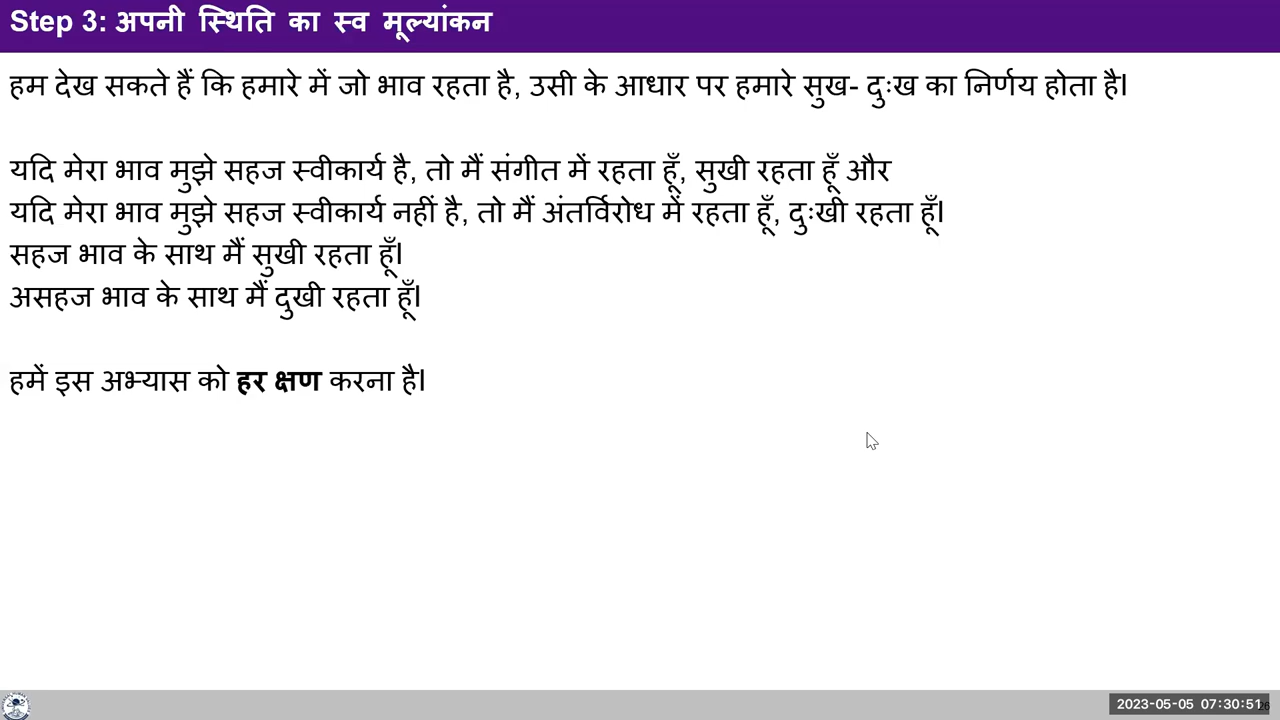 Step 3: अपनी स्थिति का स्व मूल्यांकन
हम देख सकते हैं कि हमारे में जो भाव रहता है, उसी के आधार पर हमारे सुख- दुःख का निर्णय होता है।
यदि मेरा भाव मुझे सहज स्वीकार्य है, तो मैं संगीत में रहता हूँ, सुखी रहता हूँ और
यदि मेरा भाव मुझे सहज स्वीकार्य नहीं है, तो मैं अंतर्विरोध में रहता हूँ, दुःखी रहता हूँ।
सहज भाव के साथ मैं सुखी रहता हूँ।
असहज भाव के साथ मैं दुखी रहता हूँ।
हमें इस अभ्यास को हर क्षण करना है।
2023-05-05 07:30:51
26